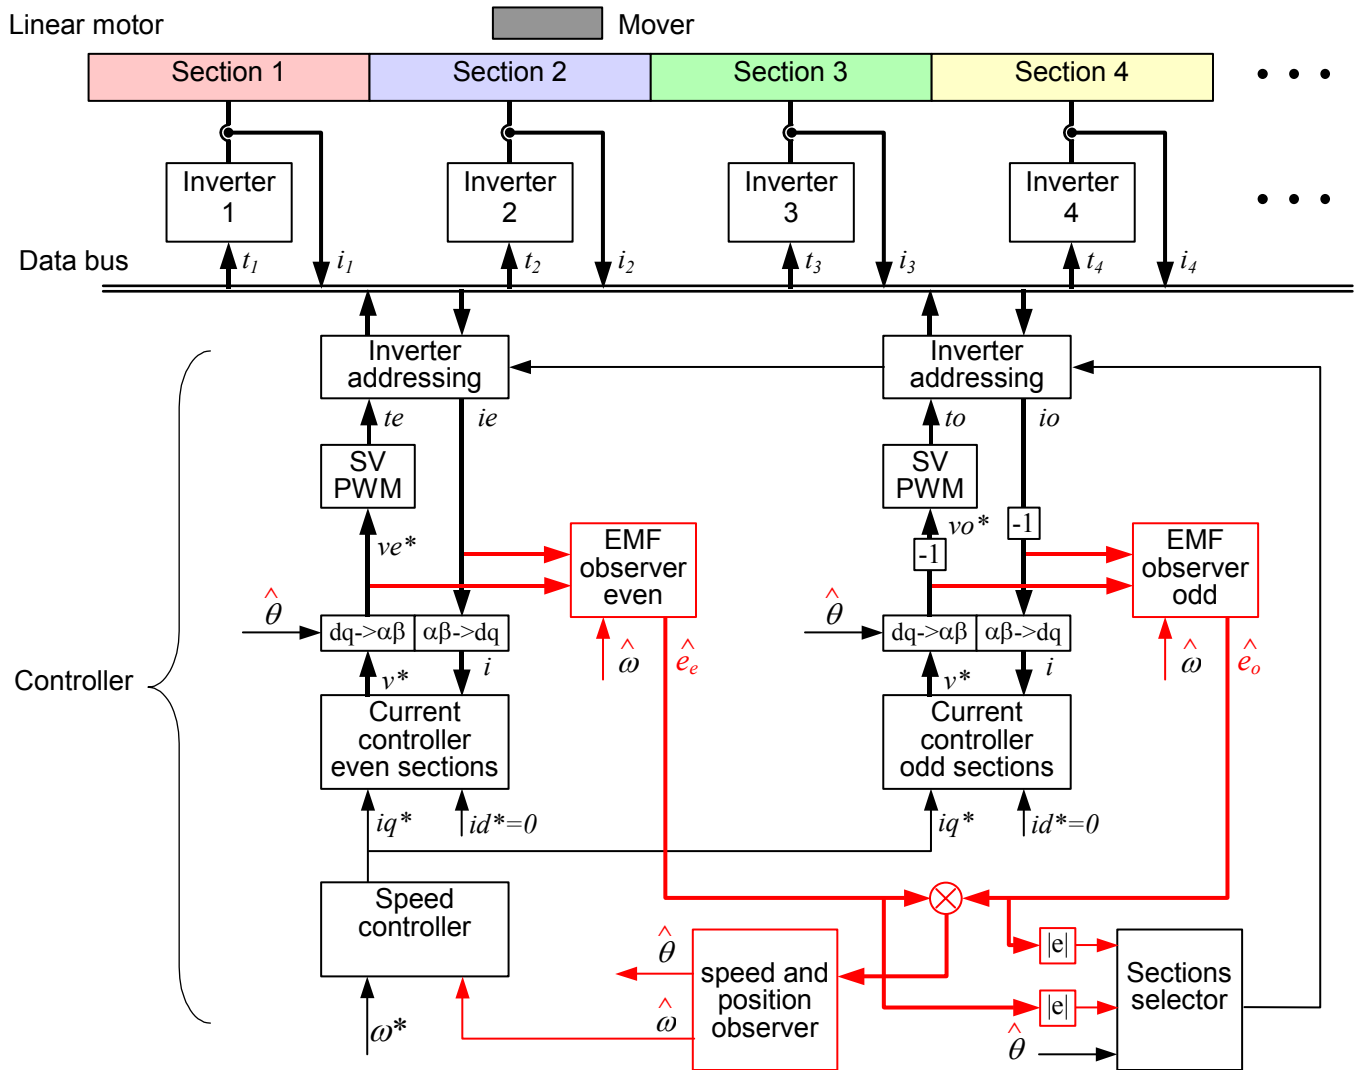 Linear motor
Mover
Section 1
Section 2
Section 3
Section 4
• • •
Inverter
1
Inverter
2
Inverter
3
Inverter
4
• • •
Data bus
t1
i1
t2
i2
t3
i3
t4
i4
Inverter
addressing
Inverter
addressing
te
ie
to
io
SV
PWM
SV
PWM
ve*
vo*
-1
-1
EMF
observer
even
EMF
observer
odd
θ̂
dq->αβ
αβ->dq
ω̂
êe
θ̂
dq->αβ
αβ->dq
ω̂
êo
Controller
v*
i
v*
i
Current
controller
even sections
Current
controller
odd sections
iq*
id*=0
iq*
id*=0
Speed
controller
θ̂
ω̂
speed and
position
observer
|e|
|e|
θ̂
Sections
selector
ω*